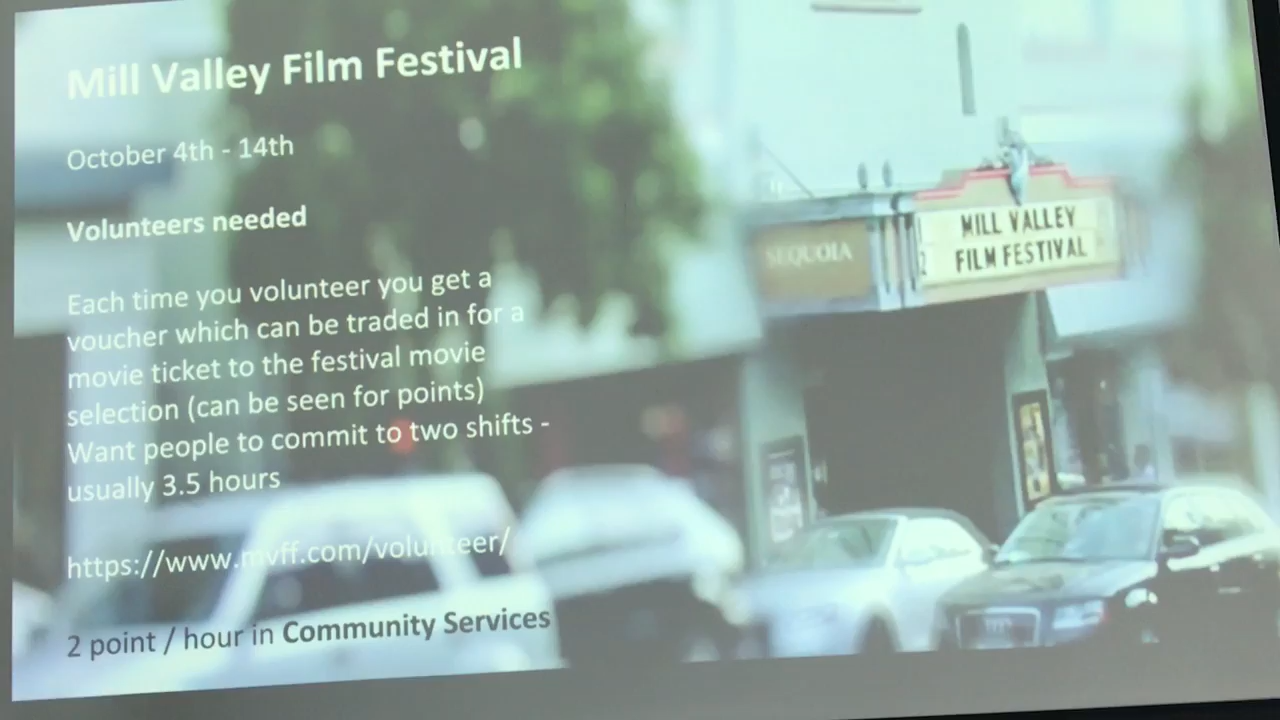 Mill Valley Film Festival
October 4th - 14th
Volunteers needed
Each time you volunteer you get a
voucher which can be traded in for a
movie ticket to the festival movie
selection (can be seen for points)
Want people to commit to two shifts -
usually 3.5 hours
https://www.mvff.com/volunteer/
2 point / hour in Community Services
SEQUOIA
1
2
MILL VALLEY
FILM FESTIVAL